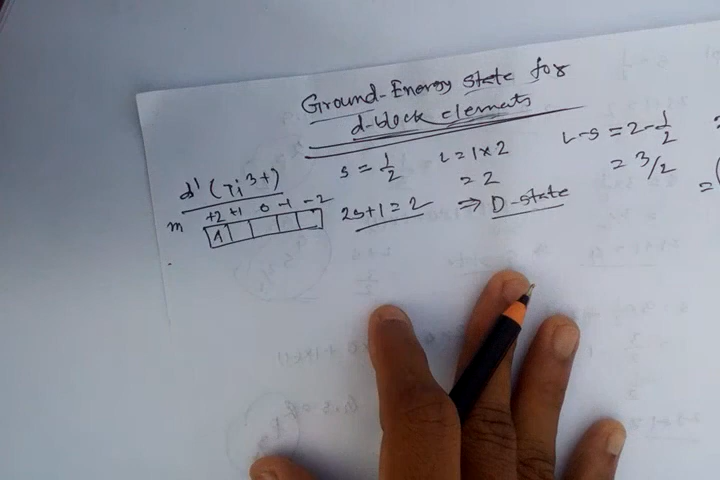 Ground-Energy state for
d-block elements
d¹ (Ti³⁺)
m +2 +1 0 -1 -2
1
s = 1/2
2s+1 = 2
L = 1 × 2
= 2
⇒ D-state
L-s = 2 - 1/2
= 3/2
= (